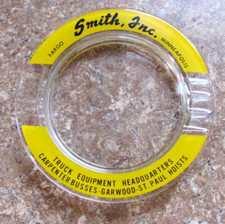 Smith, Inc.
FARGO
MINNEAPOLIS
TRUCK EQUIPMENT HEADQUARTERS
CARPENTER BUSSES-GARWOOD-ST PAUL HOISTS